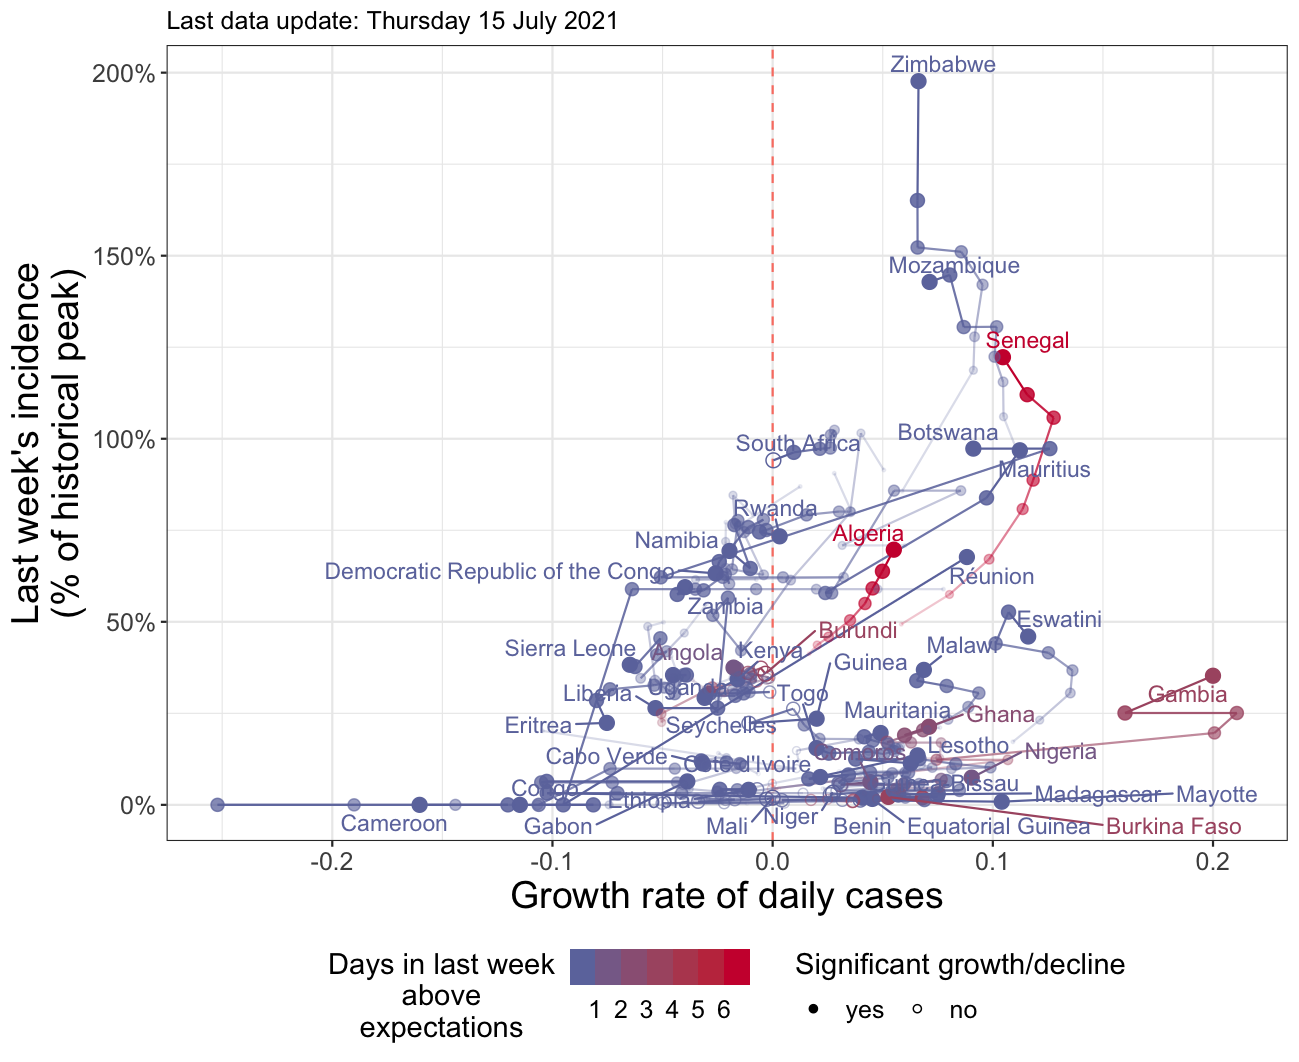 Last data update: Thursday 15 July 2021
200%
150%
100%
50%
0%
Last week's incidence
(% of historical peak)
Zimbabwe
Mozambique
Senegal
Botswana
South Africa
Mauritius
Rwanda
Algeria
Namibia
Democratic Republic of the Congo
Réunion
Zambia
Eswatini
Burundi
Sierra Leone
Angola
Kenya
Malawi
Guinea
Liberia
Uganda
Togo
Gambia
Mauritania
Ghana
Eritrea
Seychelles
Lesotho
Nigeria
Comoros
Cabo Verde
Côte d'Ivoire
Congo
Bissau
Ethiopia
Madagascar
Mayotte
Cameroon
Gabon
Mali
Niger
Benin
Equatorial Guinea
Burkina Faso
-0.2
-0.1
0.0
0.1
0.2
Growth rate of daily cases
Days in last week
above
expectations
1 2 3 4 5 6
Significant growth/decline
yes
no